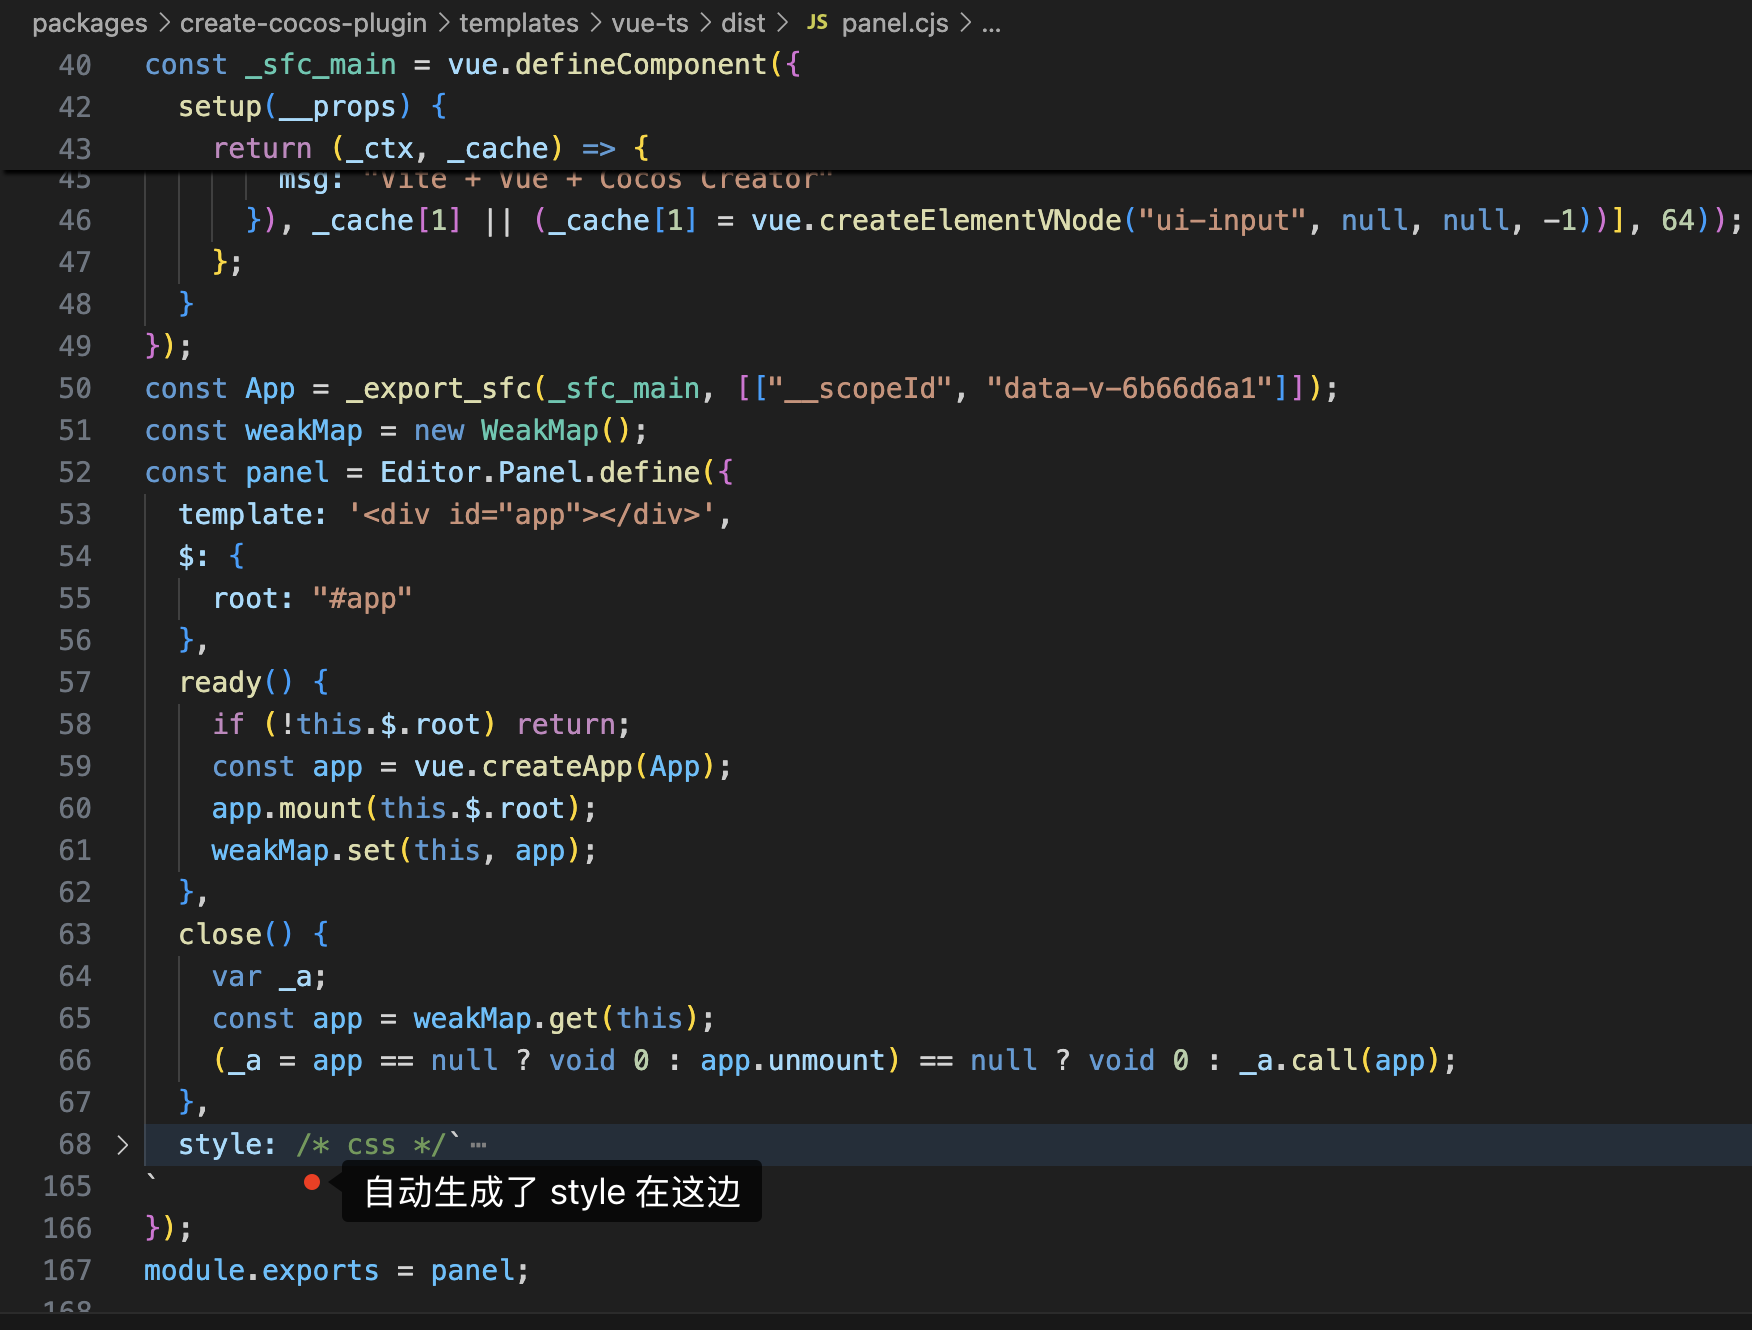 packages > create-cocos-plugin > templates > vue-ts > dist > JS panel.cjs > ...
40 const _sfc_main = vue.defineComponent({
42 setup(__props) {
43 return (_ctx, _cache) => {
45 msg: "Vite + Vue + Cocos Creator"
46 }), _cache[1] || (_cache[1] = vue.createElementVNode("ui-input", null, null, -1))], 64));
47 };
48 }
49 });
50 const App = _export_sfc(_sfc_main, [["__scopeId", "data-v-6b66d6a1"]]);
51 const weakMap = new WeakMap();
52 const panel = Editor.Panel.define({
53 template: '<div id="app"></div>',
54 $: {
55 root: "#app"
56 },
57 ready() {
58 if (!this.$.root) return;
59 const app = vue.createApp(App);
60 app.mount(this.$.root);
61 weakMap.set(this, app);
62 },
63 close() {
64 var _a;
65 const app = weakMap.get(this);
66 (_a = app == null ? void 0 : app.unmount) == null ? void 0 : _a.call(app);
67 },
68 > style: /* css */` ⋯
165 `
自动生成了 style 在这边
166 });
167 module.exports = panel;
168